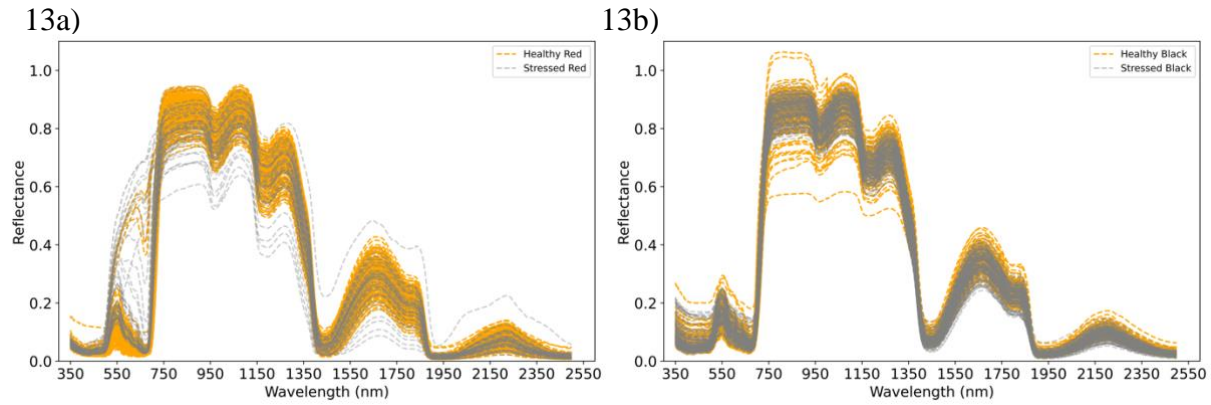 13a)
13b)
Healthy Red
Stressed Red
1.0
0.8
0.6
0.4
0.2
0.0
Reflectance
350 550 750 950 1150 1350 1550 1750 1950 2150 2350 2550
Wavelength (nm)
Healthy Black
Stressed Black
1.0
0.8
0.6
0.4
0.2
0.0
Reflectance
350 550 750 950 1150 1350 1550 1750 1950 2150 2350 2550
Wavelength (nm)